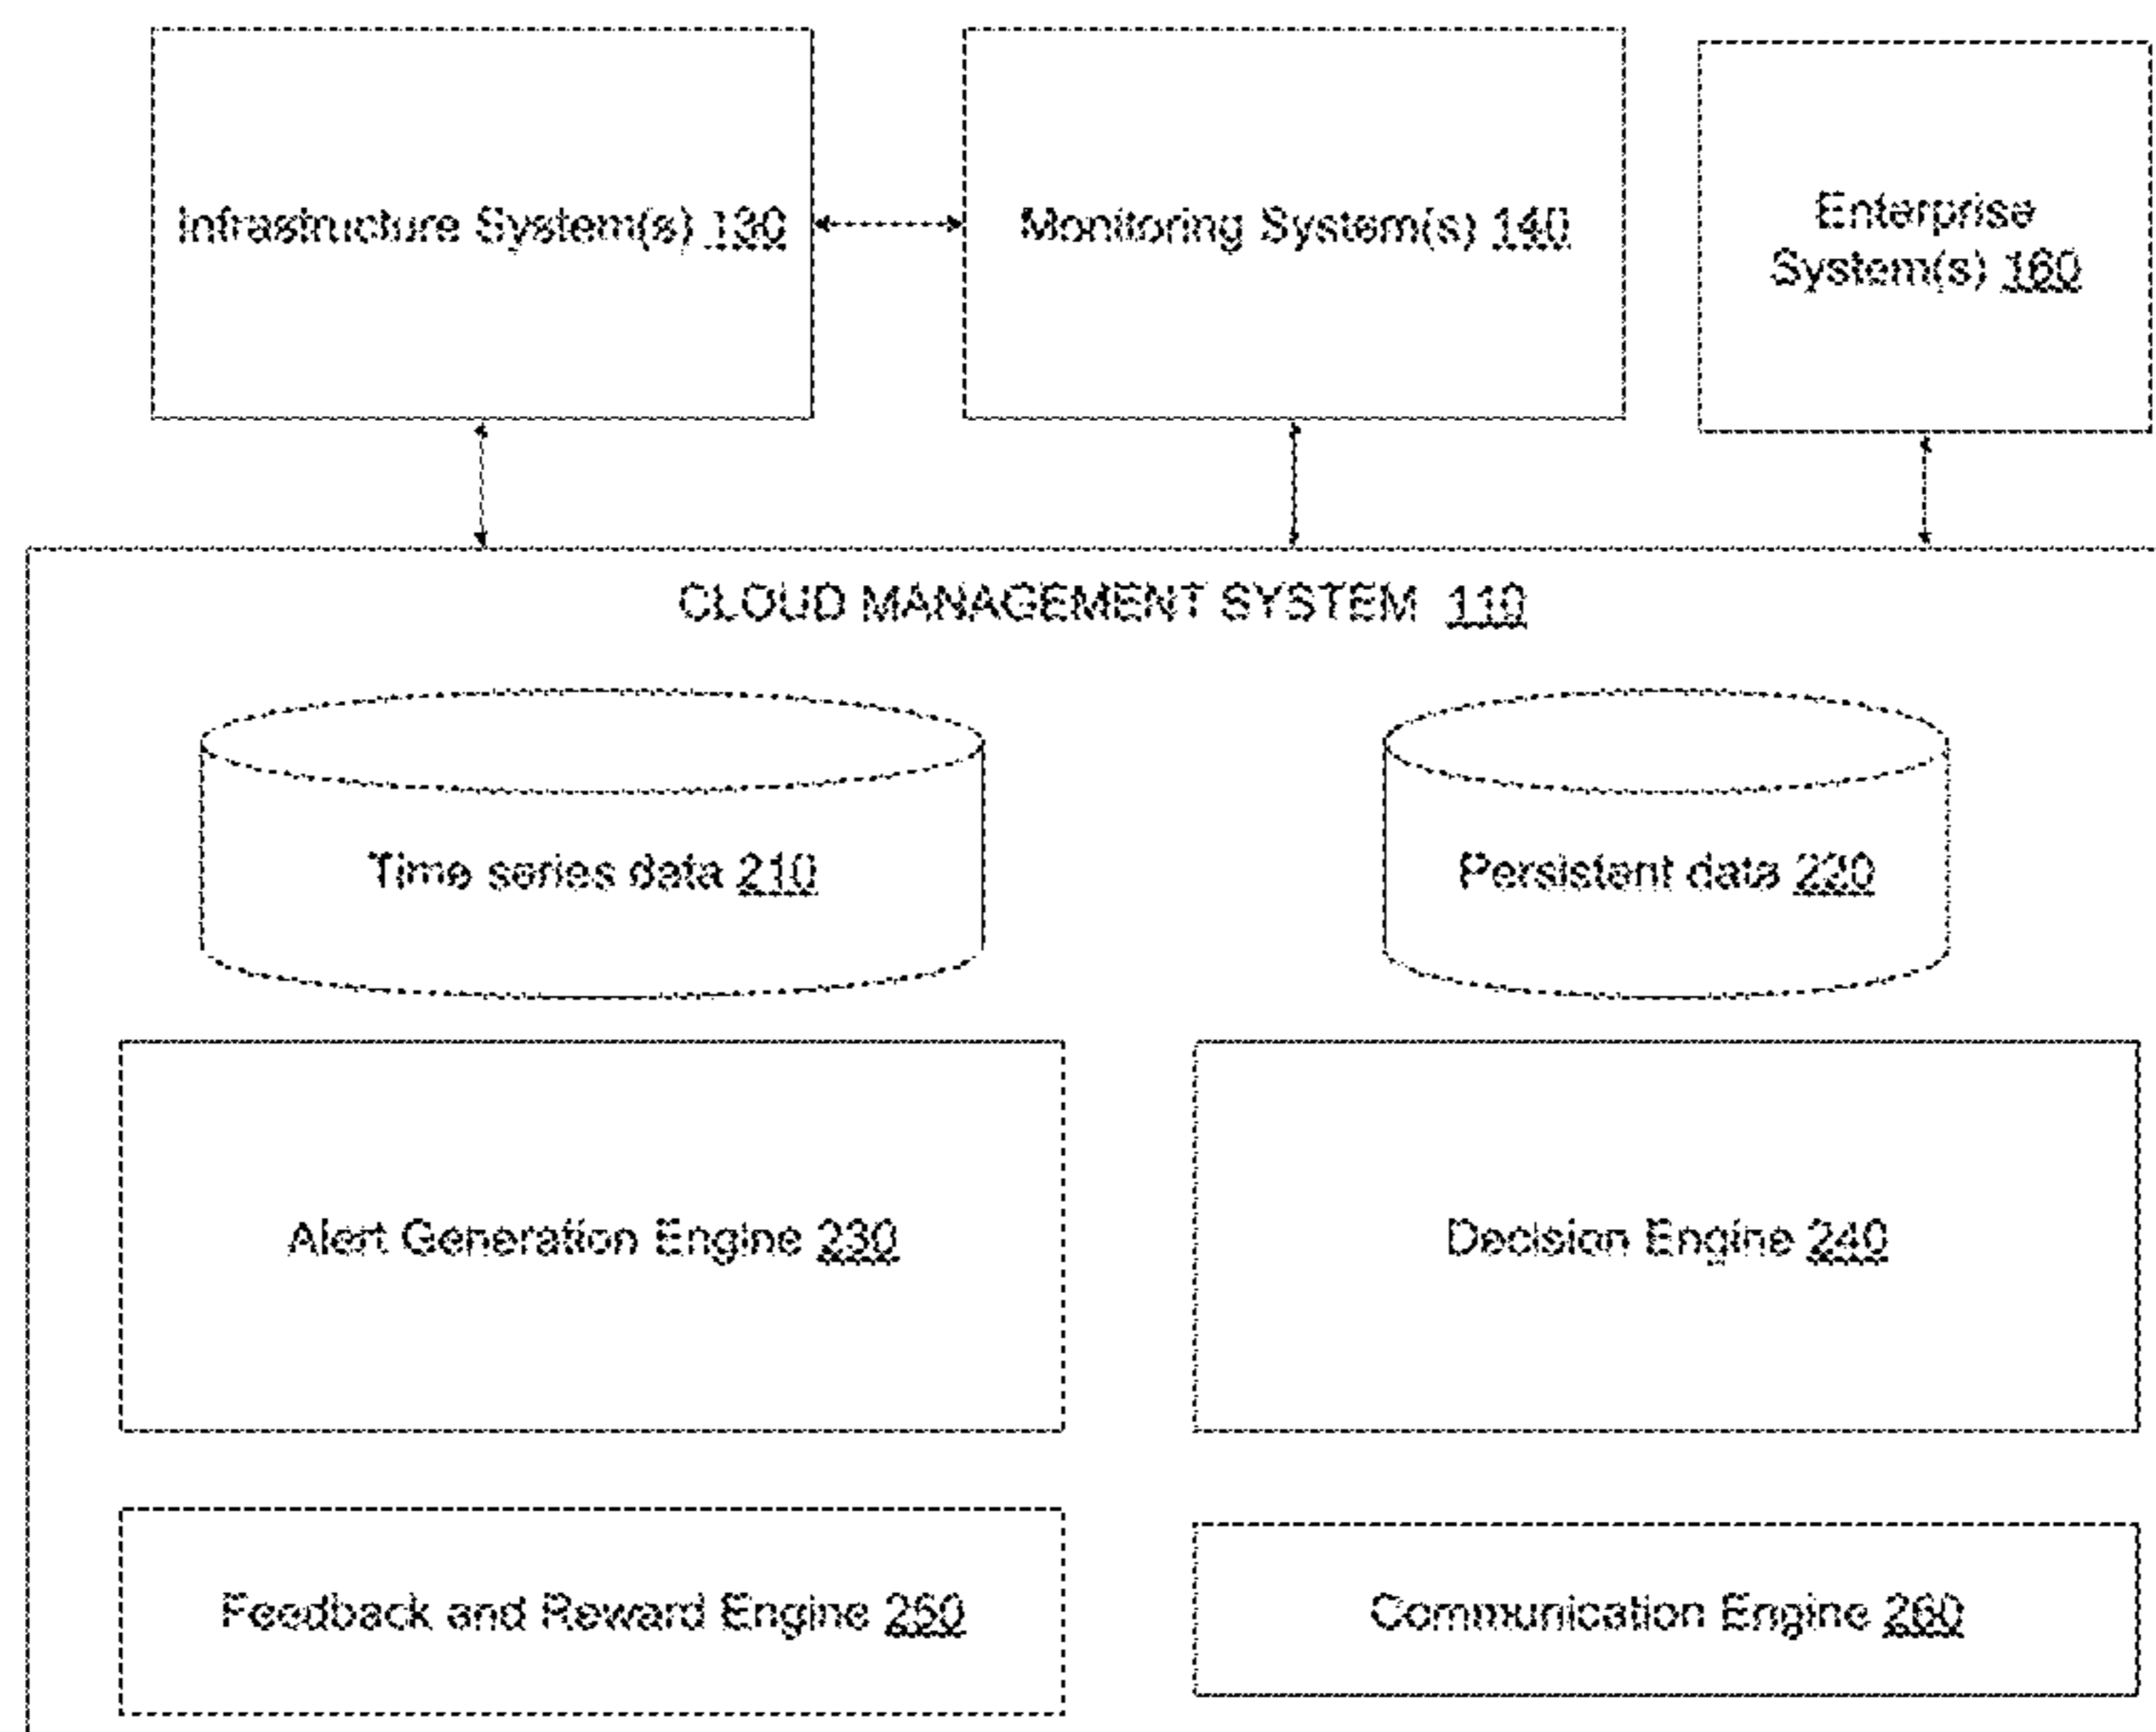 Infrastructure System(s) 130
Monitoring System(s) 140
Enterprise
System(s) 160
CLOUD MANAGEMENT SYSTEM 110
Time series data 210
Persistent data 220
Alert Generation Engine 230
Decision Engine 240
Feedback and Reward Engine 250
Communication Engine 260